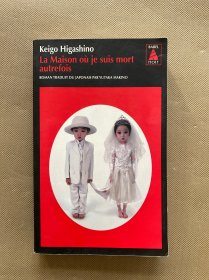 Keigo Higashino
La Maison où je suis mort
autrefois
ROMAN TRADUIT DU JAPONAIS PAR YUTAKA MAKINO
BABEL
NOIR